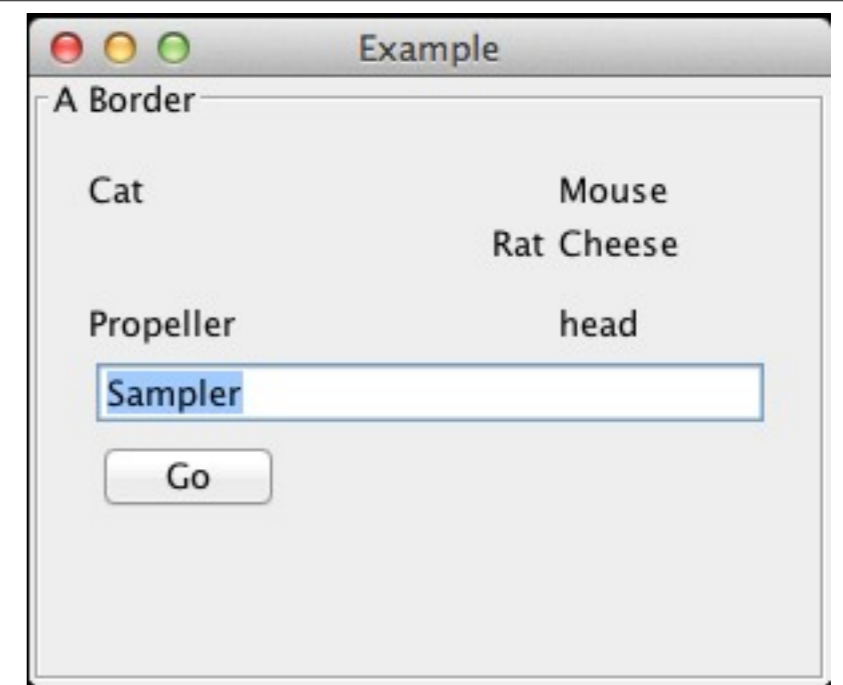 Example
A Border
Cat Mouse
Rat Cheese
Propeller head
Sampler
Go